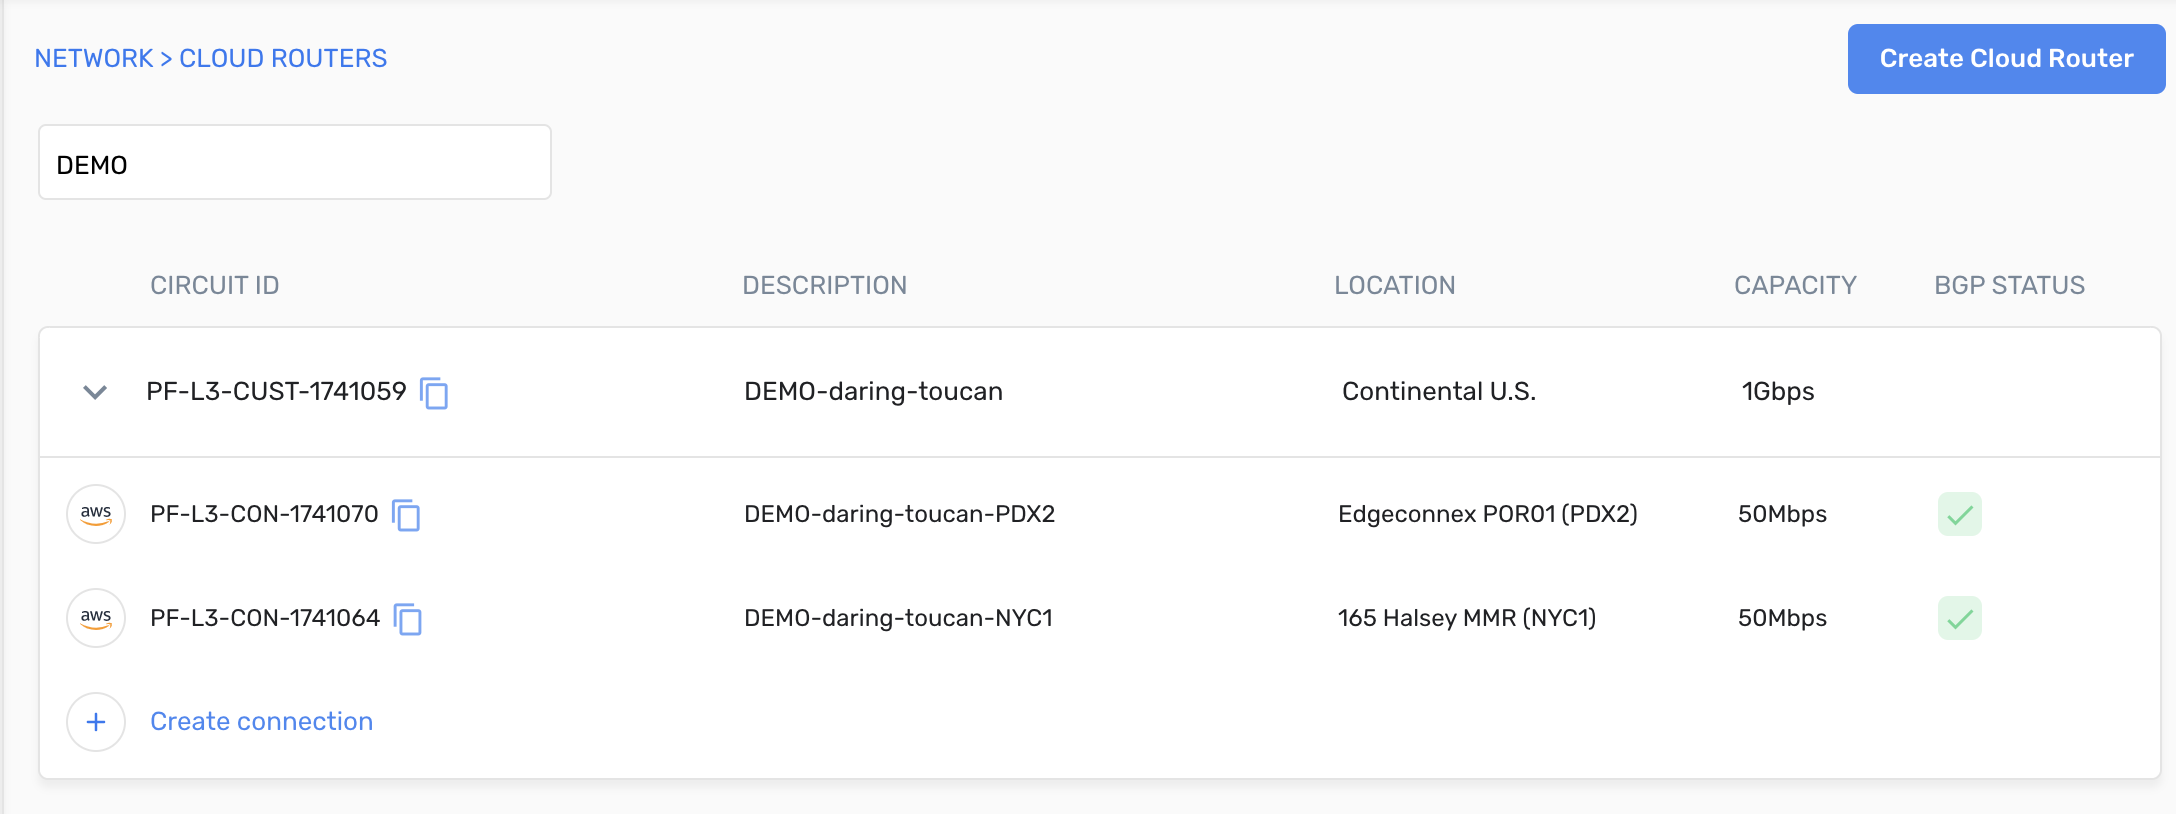 NETWORK > CLOUD ROUTERS
Create Cloud Router
DEMO
CIRCUIT ID DESCRIPTION LOCATION CAPACITY BGP STATUS
PF-L3-CUST-1741059 DEMO-daring-toucan Continental U.S. 1Gbps
aws PF-L3-CON-1741070 DEMO-daring-toucan-PDX2 Edgeconnex POR01 (PDX2) 50Mbps
aws PF-L3-CON-1741064 DEMO-daring-toucan-NYC1 165 Halsey MMR (NYC1) 50Mbps
+ Create connection